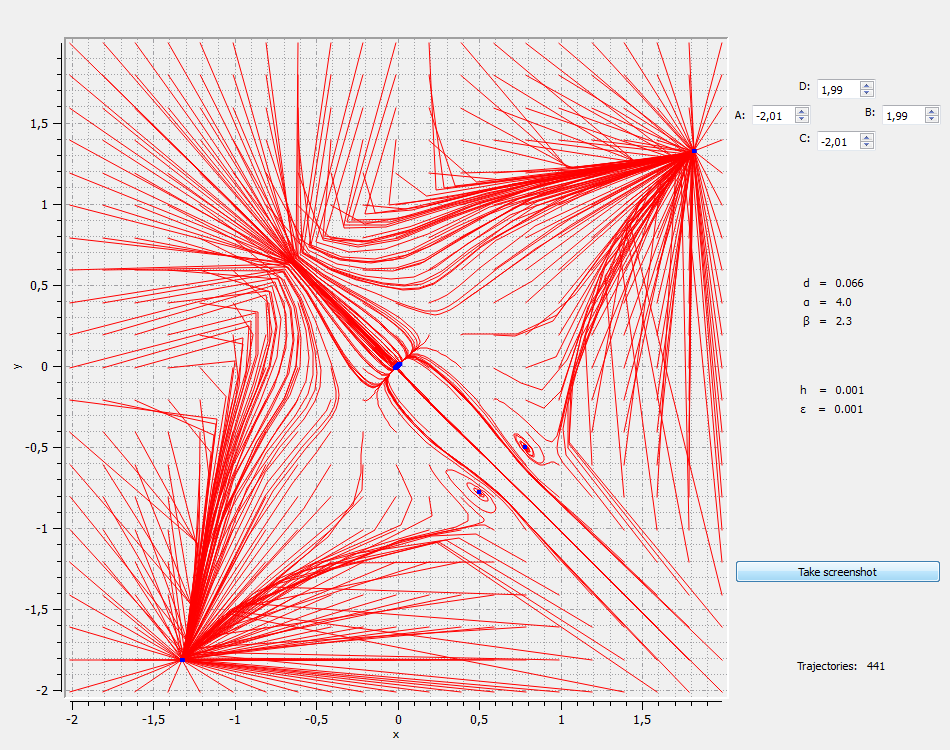 1,5
1
0,5
0
-0,5
-1
-1,5
-2
y
-2
-1,5
-1
-0,5
0
0,5
1
1,5
x
D: 1,99
A: -2,01
B: 1,99
C: -2,01
d = 0.066
α = 4.0
β = 2.3
h = 0.001
ε = 0.001
Take screenshot
Trajectories: 441